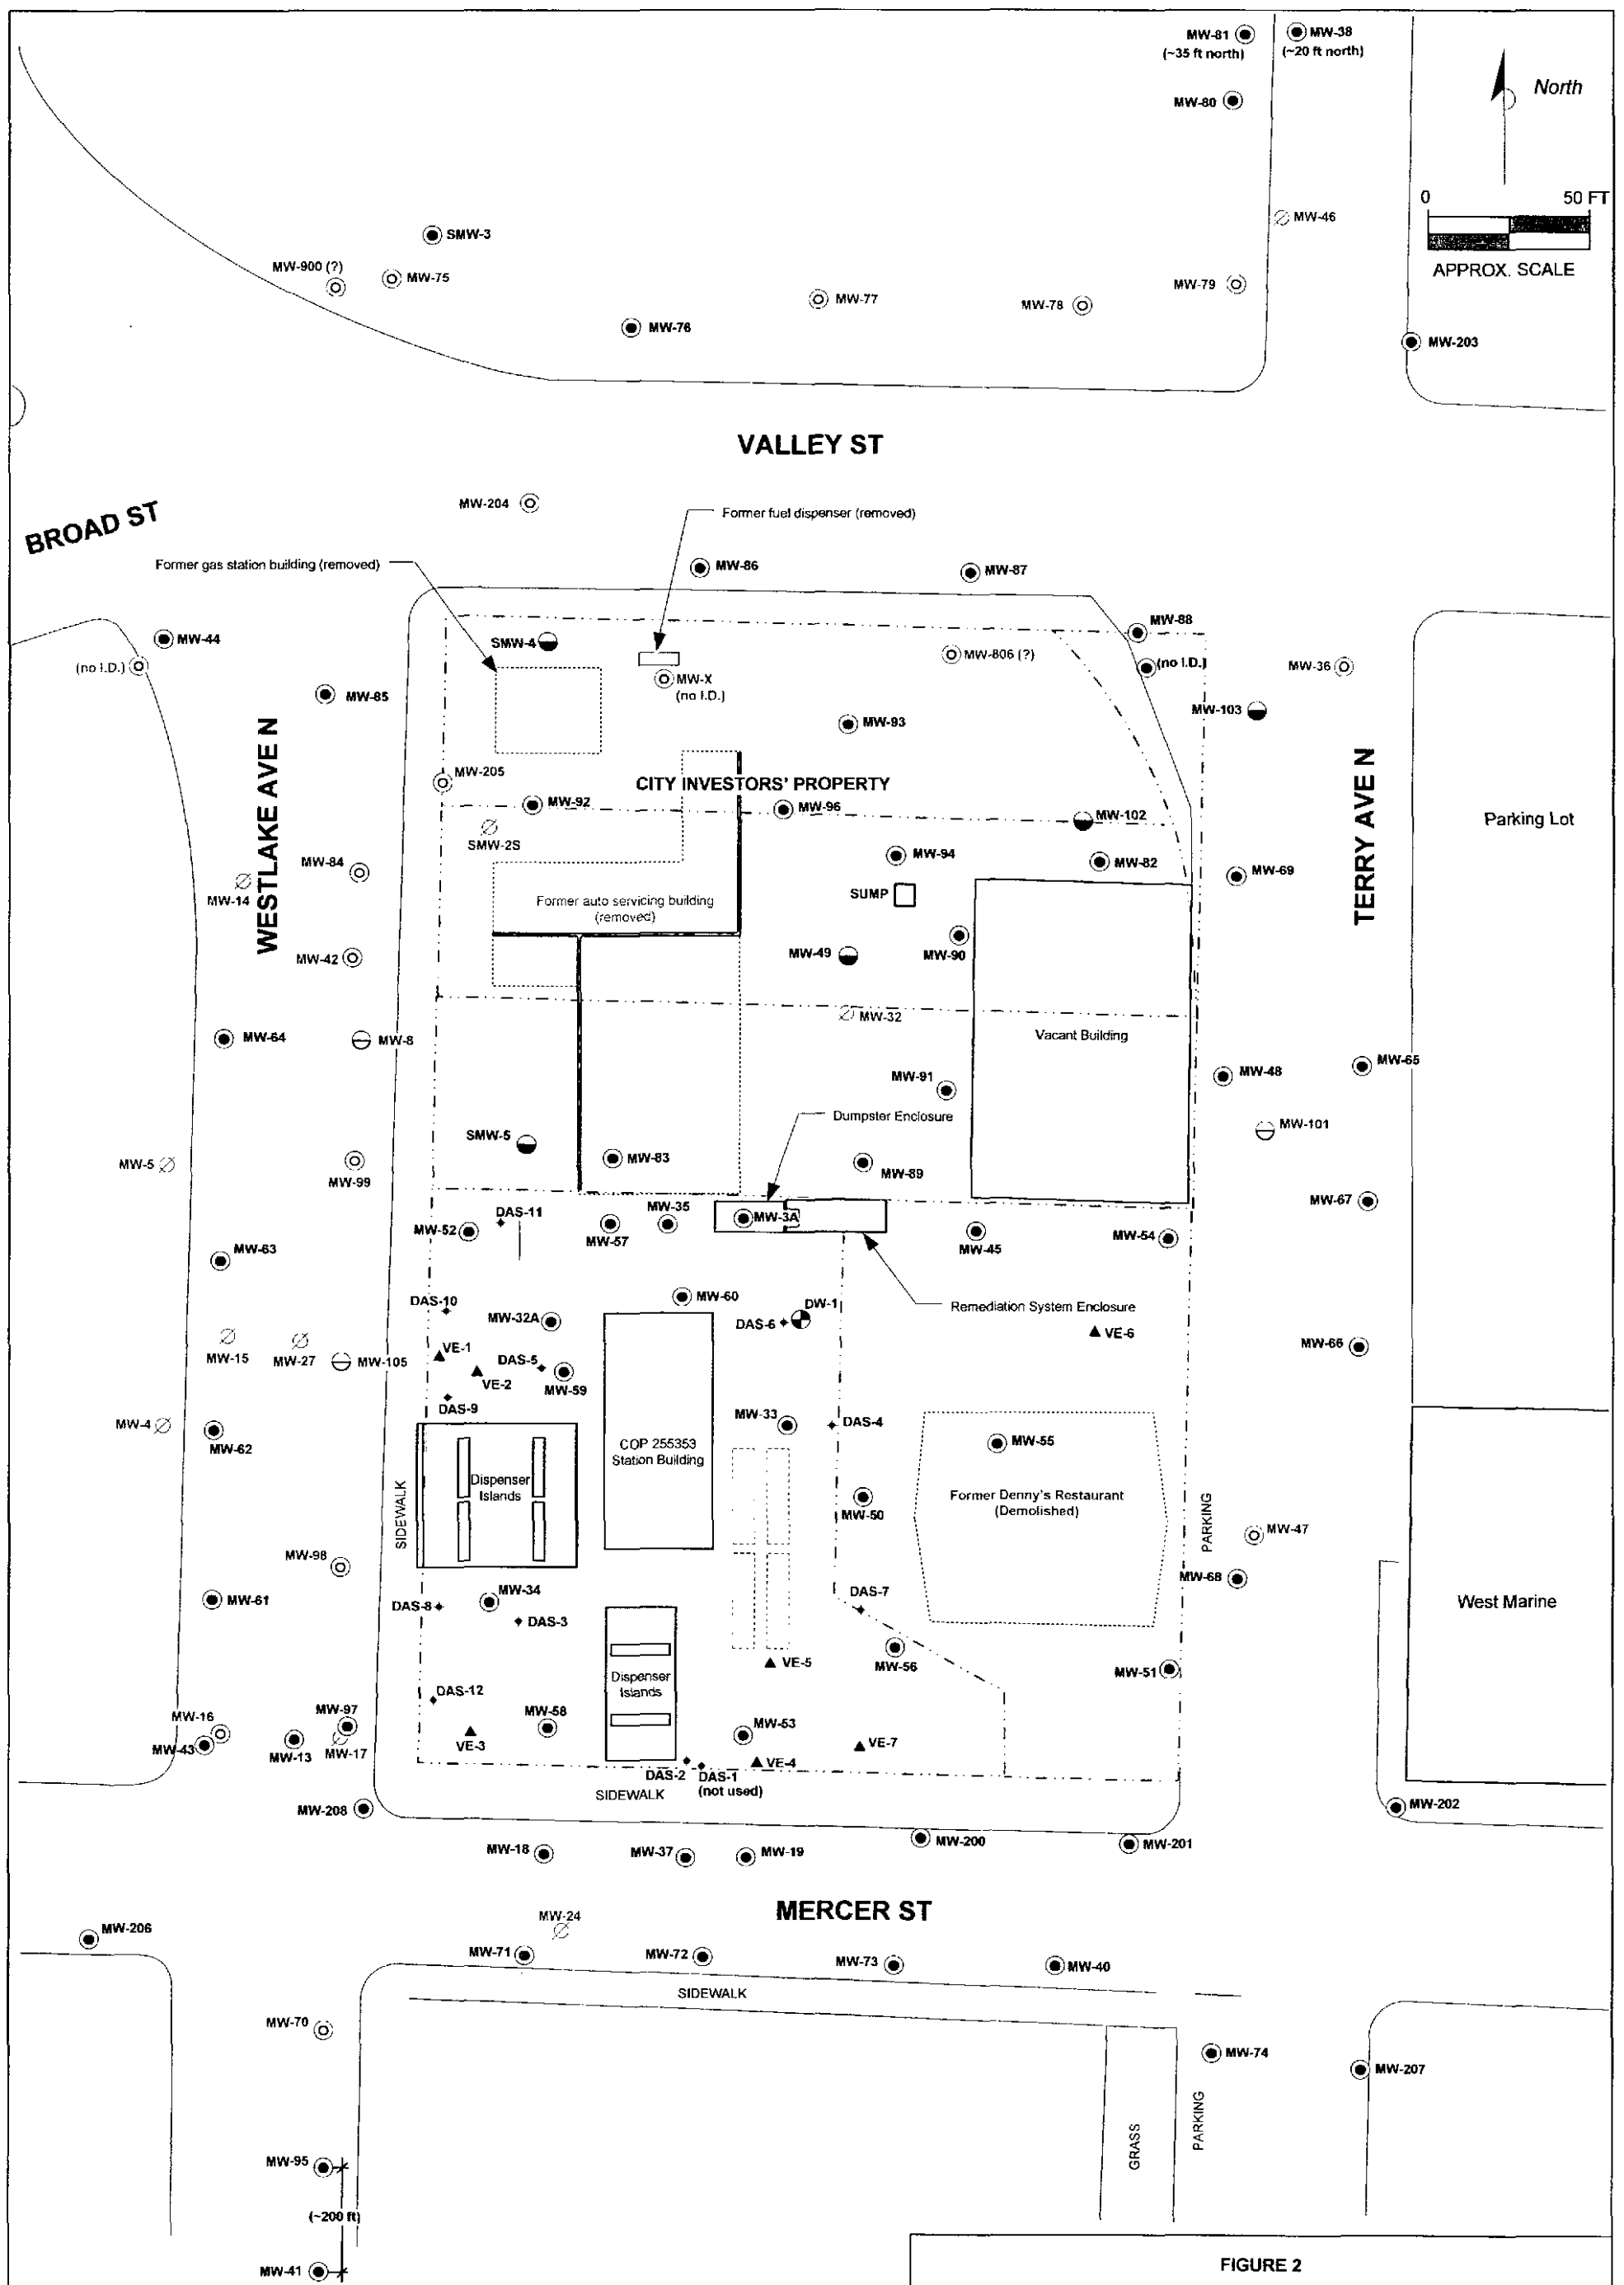 MW-81
(~35 ft north)
MW-38
(~20 ft north)
MW-80
North
0 50 FT
APPROX. SCALE
MW-46
SMW-3
MW-900 (?)
MW-75
MW-77
MW-78
MW-79
MW-76
MW-203
VALLEY ST
BROAD ST
MW-204
Former fuel dispenser (removed)
Former gas station building (removed)
MW-86
MW-87
MW-44
(no I.D.)
SMW-4
MW-88
MW-806 (?)
(no I.D.)
MW-36
MW-X
(no I.D.)
MW-85
MW-103
MW-93
WESTLAKE AVE N
TERRY AVE N
MW-205
CITY INVESTORS' PROPERTY
MW-92
MW-96
MW-102
Parking Lot
SMW-2S
MW-84
MW-94
MW-82
MW-69
MW-14
Former auto servicing building
(removed)
SUMP
MW-42
MW-49
MW-90
MW-32
MW-64
MW-8
Vacant Building
MW-65
MW-91
MW-48
Dumpster Enclosure
SMW-5
MW-101
MW-5
MW-99
MW-83
MW-89
MW-67
DAS-11
MW-35
MW-3A
MW-52
MW-57
MW-45
MW-54
MW-63
DAS-10
MW-60
DW-1
Remediation System Enclosure
MW-32A
DAS-6
VE-6
MW-15
MW-27
MW-105
VE-1
DAS-5
MW-66
VE-2
MW-59
DAS-9
MW-4
MW-62
MW-33
DAS-4
MW-55
COP 255353
Station Building
Dispenser
Islands
SIDEWALK
Former Denny's Restaurant
(Demolished)
MW-50
PARKING
MW-47
MW-98
MW-68
MW-61
DAS-8
MW-34
DAS-3
DAS-7
West Marine
MW-56
VE-5
MW-51
Dispenser
Islands
DAS-12
MW-16
MW-97
MW-58
MW-53
MW-43
MW-13
MW-17
VE-3
VE-7
DAS-2
DAS-1
(not used)
VE-4
SIDEWALK
MW-208
MW-202
MW-18
MW-37
MW-19
MW-200
MW-201
MERCER ST
MW-206
MW-24
MW-71
MW-72
MW-73
MW-40
SIDEWALK
MW-70
MW-74
MW-207
GRASS
PARKING
MW-95
(~200 ft)
MW-41
FIGURE 2